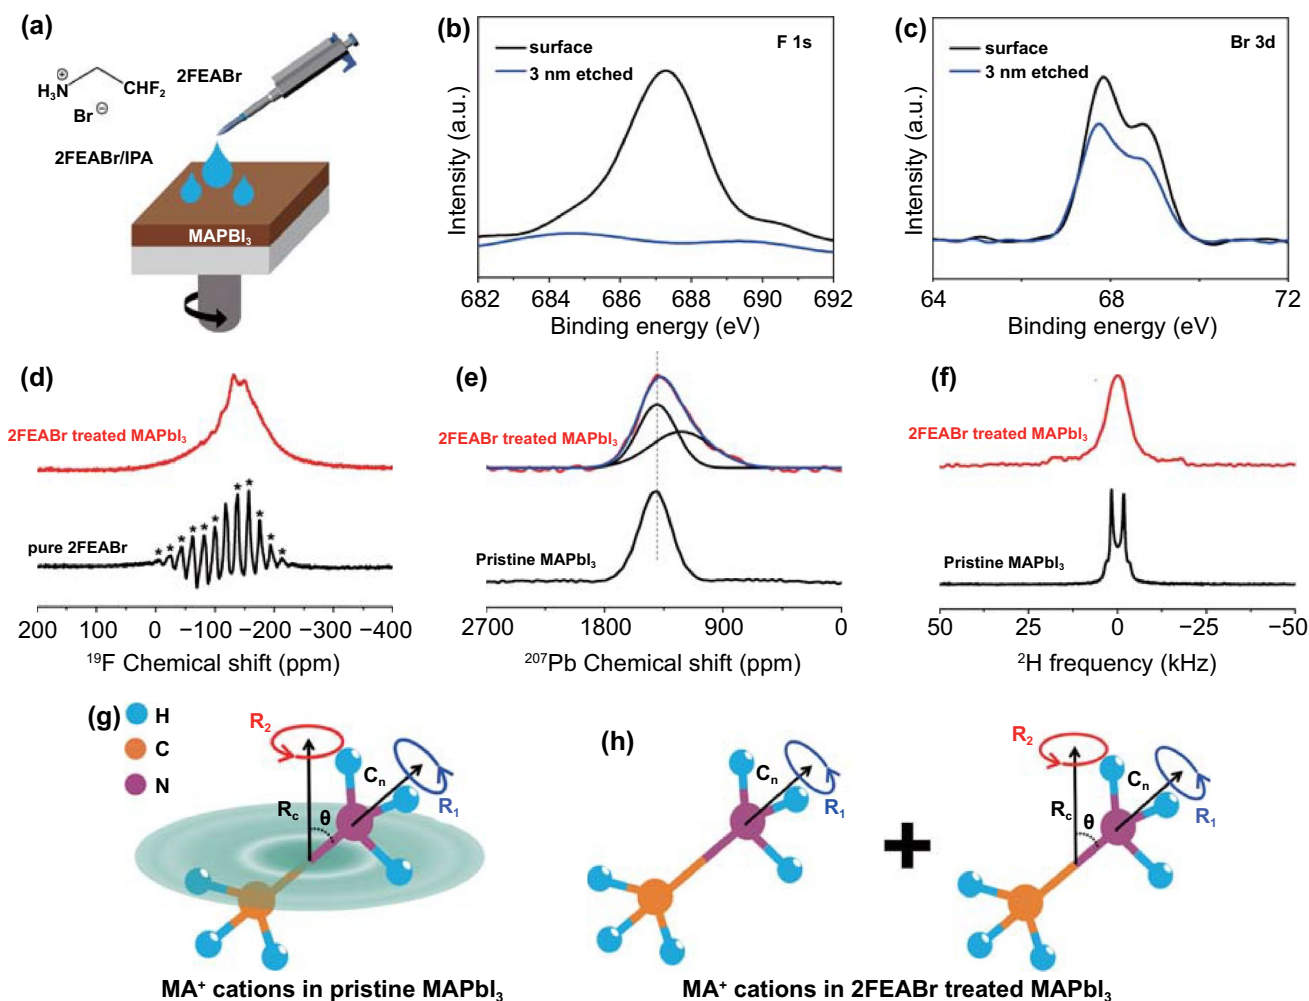 (a)
2FEABr
H₃N⊕
CHF₂
Br⊖
2FEABr/IPA
MAPBI₃
(b)
surface
3 nm etched
F 1s
Intensity (a.u.)
682 684 686 688 690 692
Binding energy (eV)
(c)
surface
3 nm etched
Br 3d
Intensity (a.u.)
64 68 72
Binding energy (eV)
(d)
2FEABr treated MAPbI₃
* * * * * * * * * * *
pure 2FEABr
200 100 0 −100 −200 −300 −400
¹⁹F Chemical shift (ppm)
(e)
2FEABr treated MAPbI₃
Pristine MAPbI₃
2700 1800 900 0
²⁰⁷Pb Chemical shift (ppm)
(f)
2FEABr treated MAPbI₃
Pristine MAPbI₃
50 25 0 −25 −50
²H frequency (kHz)
(g)
H
C
N
R₂
Cₙ
R_c
θ
R₁
MA⁺ cations in pristine MAPbI₃
(h)
Cₙ
R₁
+
R₂
Cₙ
R_c
θ
R₁
MA⁺ cations in 2FEABr treated MAPbI₃